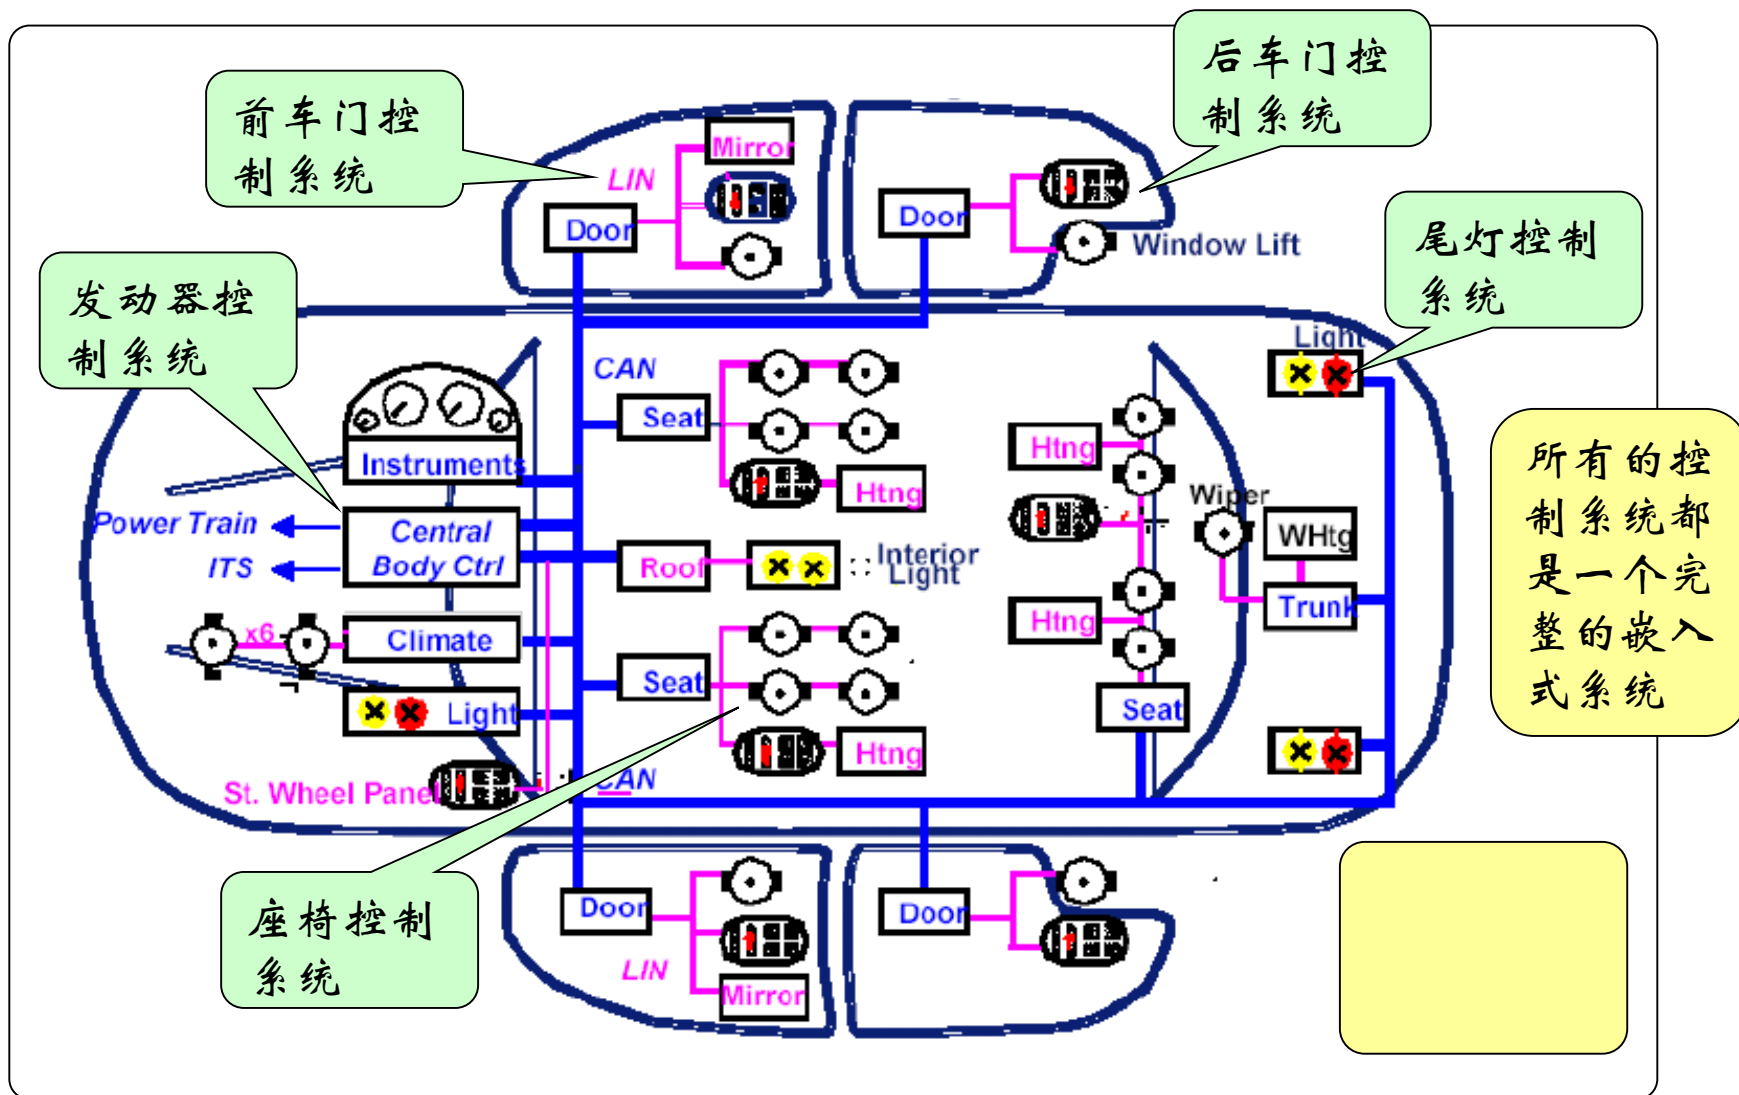 后车门控
制系统
前车门控
制系统
Mirror
LIN
Door
Door
Window Lift
尾灯控制
系统
发动器控
制系统
Light
CAN
Seat
Instruments
Htng
Htng
所有的控
制系统都
是一个完
整的嵌入
式系统
Wiper
Power Train
Central
Body Ctrl
ITS
Roof
Interior
Light
WHtg
Trunk
x6
Climate
Htng
Seat
Light
Seat
Htng
St. Wheel Panel
CAN
座椅控制
系统
Door
Door
LIN
Mirror